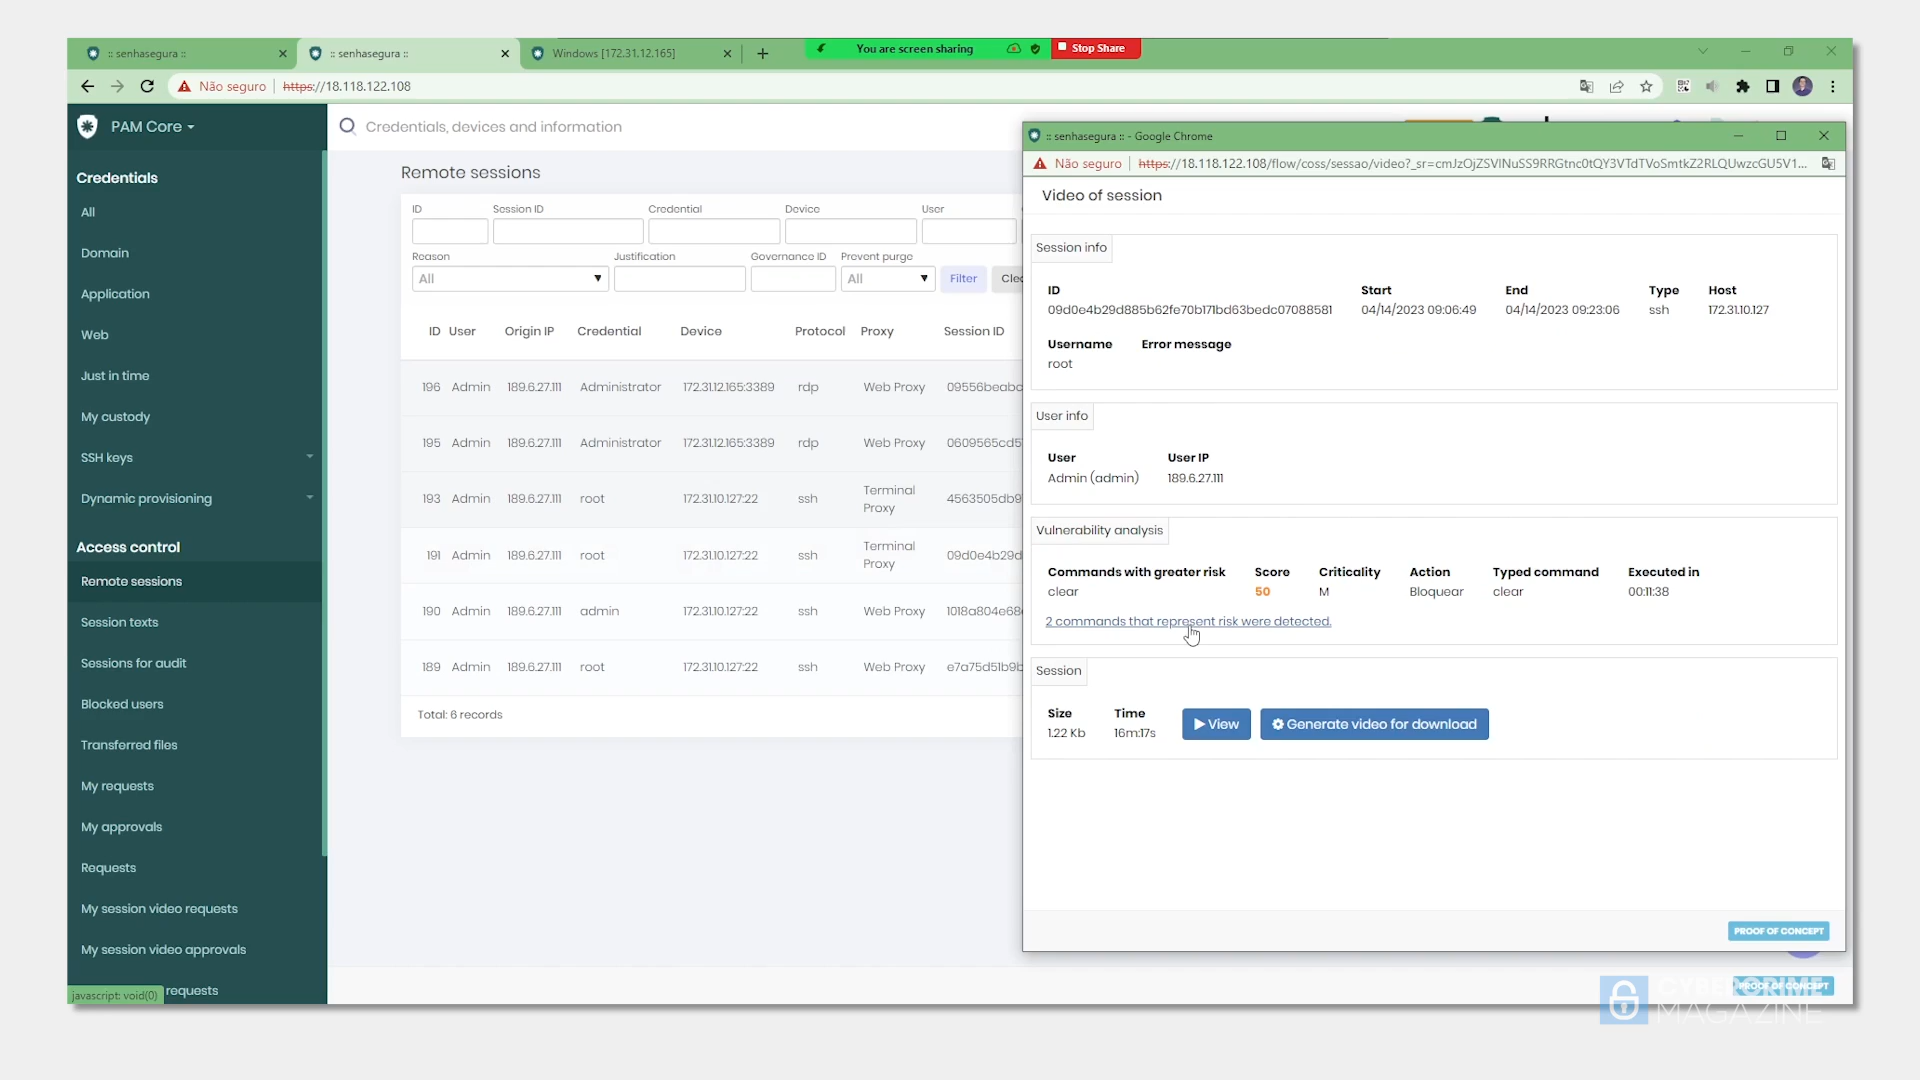 :: senhasegura ::
:: senhasegura ::
Windows [172.31.12.165]
You are screen sharing
Stop Share
Não seguro
https://18.118.122.108
PAM Core
Credentials, devices and information
Credentials
All
Domain
Application
Web
Just in time
My custody
SSH keys
Dynamic provisioning
Access control
Remote sessions
Session texts
Sessions for audit
Blocked users
Transferred files
My requests
My approvals
Requests
My session video requests
My session video approvals
requests
javascript: void(0)
Remote sessions
ID Session ID Credential Device User
Reason Justification Governance ID Prevent purge
All All Filter
ID User Origin IP Credential Device Protocol Proxy Session ID
196 Admin 189.6.27.111 Administrator 172.31.12.165:3389 rdp Web Proxy 09556beabc
195 Admin 189.6.27.111 Administrator 172.31.12.165:3389 rdp Web Proxy 0609565cd5
193 Admin 189.6.27.111 root 172.31.10.127:22 ssh Terminal Proxy 4563505db9
191 Admin 189.6.27.111 root 172.31.10.127:22 ssh Terminal Proxy 09d0e4b29d
190 Admin 189.6.27.111 admin 172.31.10.127:22 ssh Web Proxy 1018a804e68
189 Admin 189.6.27.111 root 172.31.10.127:22 ssh Web Proxy e7a75d51b9b
Total: 6 records
:: senhasegura :: - Google Chrome
Não seguro
Video of session
Session info
ID Start End Type Host
09d0e4b29d885b62fe70b171bd63bedc07088581 04/14/2023 09:06:49 04/14/2023 09:23:06 ssh 172.31.10.127
Username Error message
root
User info
User User IP
Admin (admin) 189.6.27.111
Vulnerability analysis
Commands with greater risk Score Criticality Action Typed command Executed in
clear 50 M Bloquear clear 00:11:38
2 commands that represent risk were detected.
Session
Size Time
1.22 Kb 16m:17s
View
Generate video for download
PROOF OF CONCEPT
PROOF OF CONCEPT
CYBERCRIME
MAGAZINE